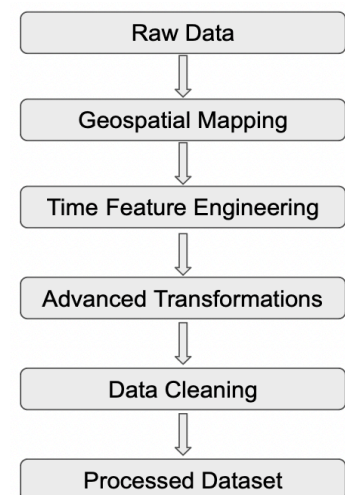 Raw Data
Geospatial Mapping
Time Feature Engineering
Advanced Transformations
Data Cleaning
Processed Dataset